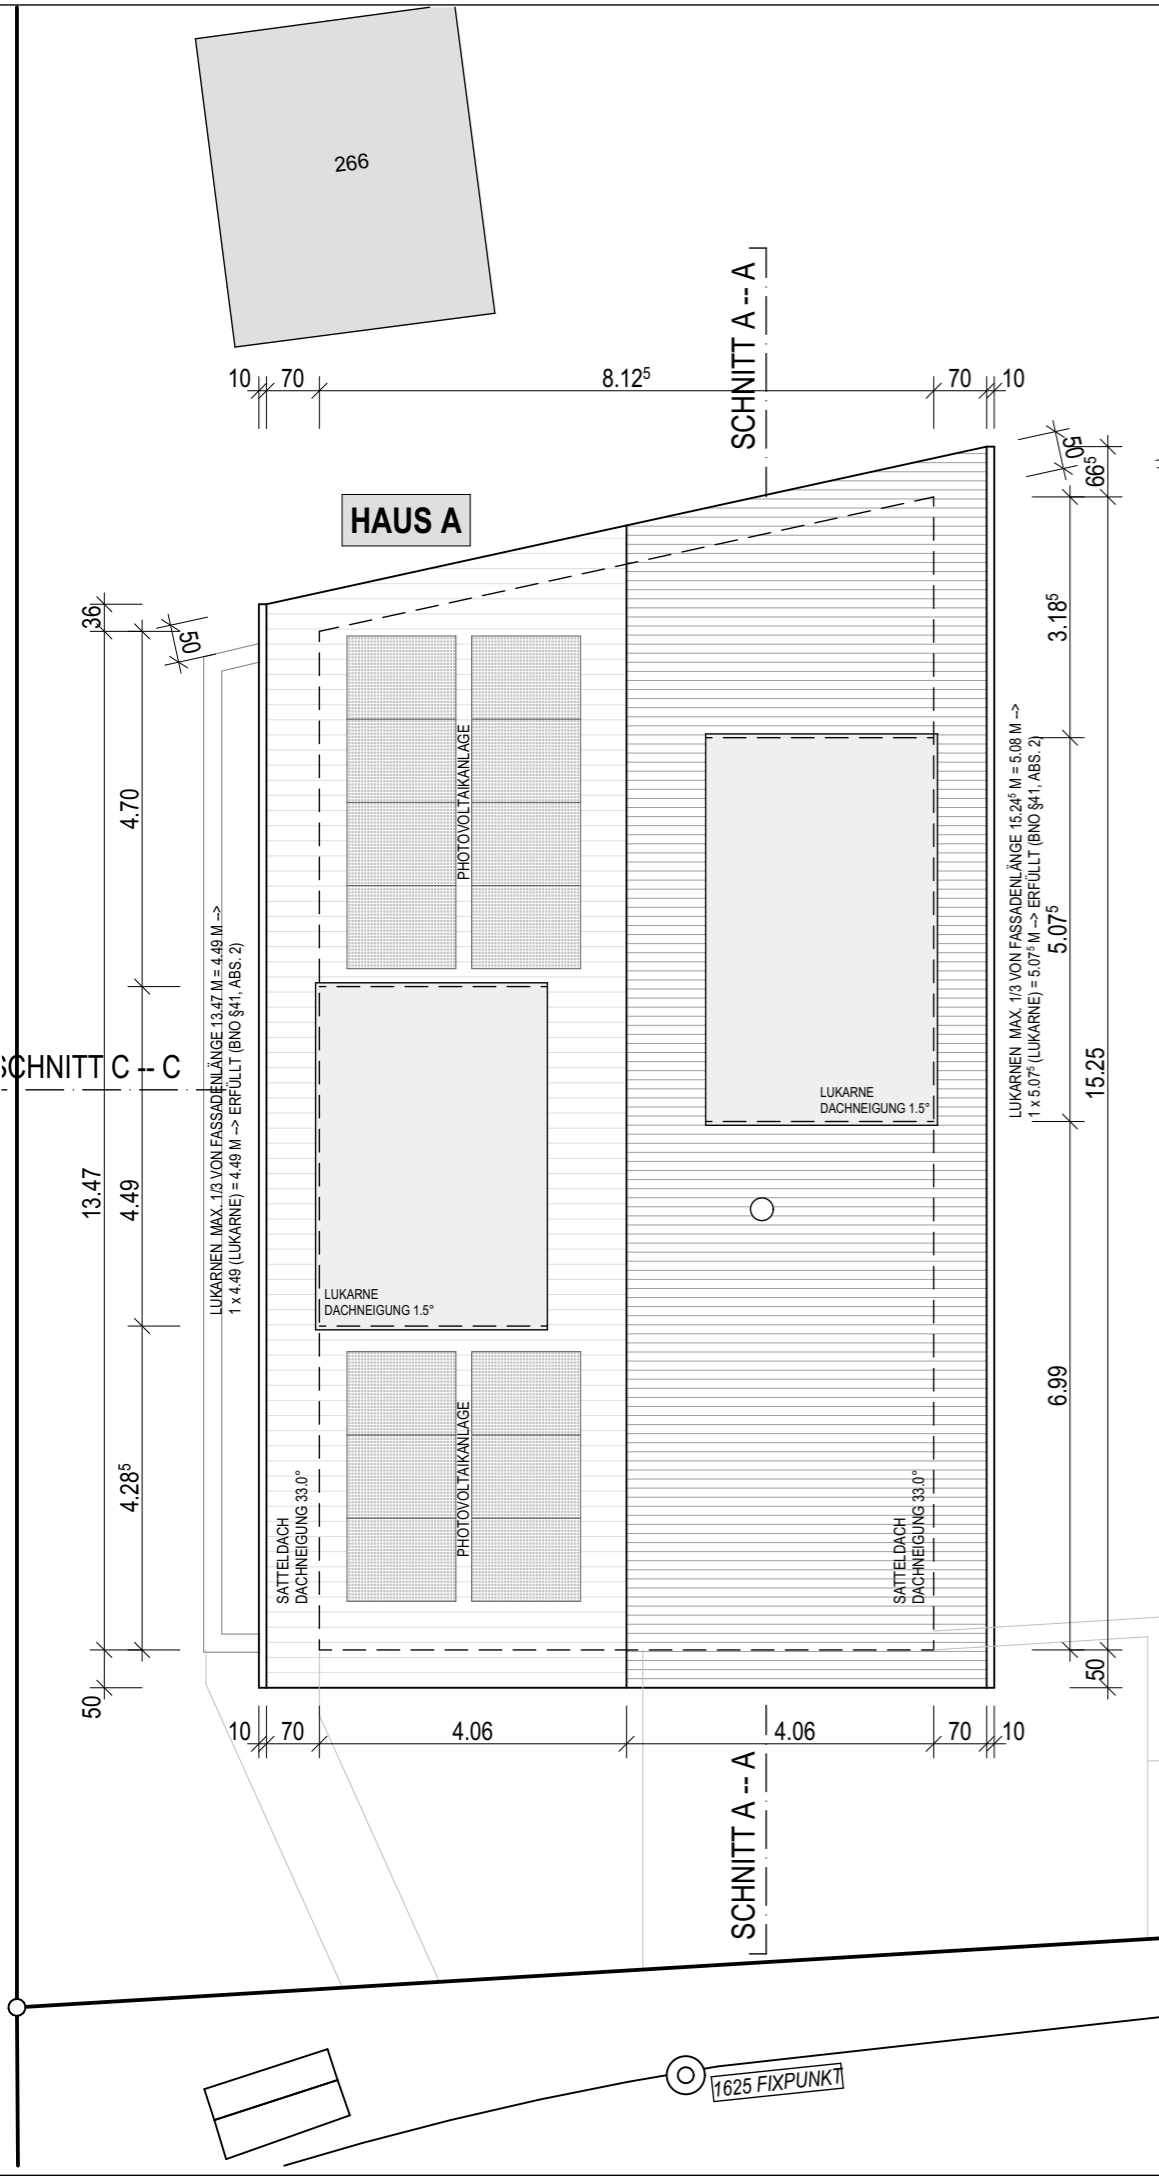 266
SCHNITT A -- A
10 70 8.12⁵ 70 10
50
66⁵
HAUS A
36
50
3.18⁵
4.70
PHOTOVOLTAIKANLAGE
LUKARNEN MAX. 1/3 VON FASSADENLÄNGE 15.24⁵ M = 5.08 M -->
1 x 5.07⁵ (LUKARNE) = 5.07⁵ M --> ERFÜLLT (BNO §41, ABS. 2)
5.07⁵
LUKARNEN MAX. 1/3 VON FASSADENLÄNGE 13.47 M = 4.49 M -->
1 x 4.49 (LUKARNE) = 4.49 M --> ERFÜLLT (BNO §41, ABS. 2)
SCHNITT C -- C
LUKARNE
DACHNEIGUNG 1.5°
15.25
13.47
4.49
LUKARNE
DACHNEIGUNG 1.5°
6.99
4.28⁵
PHOTOVOLTAIKANLAGE
SATTELDACH
DACHNEIGUNG 33.0°
SATTELDACH
DACHNEIGUNG 33.0°
50
50
10 70 4.06 4.06 70 10
SCHNITT A -- A
1625 FIXPUNKT